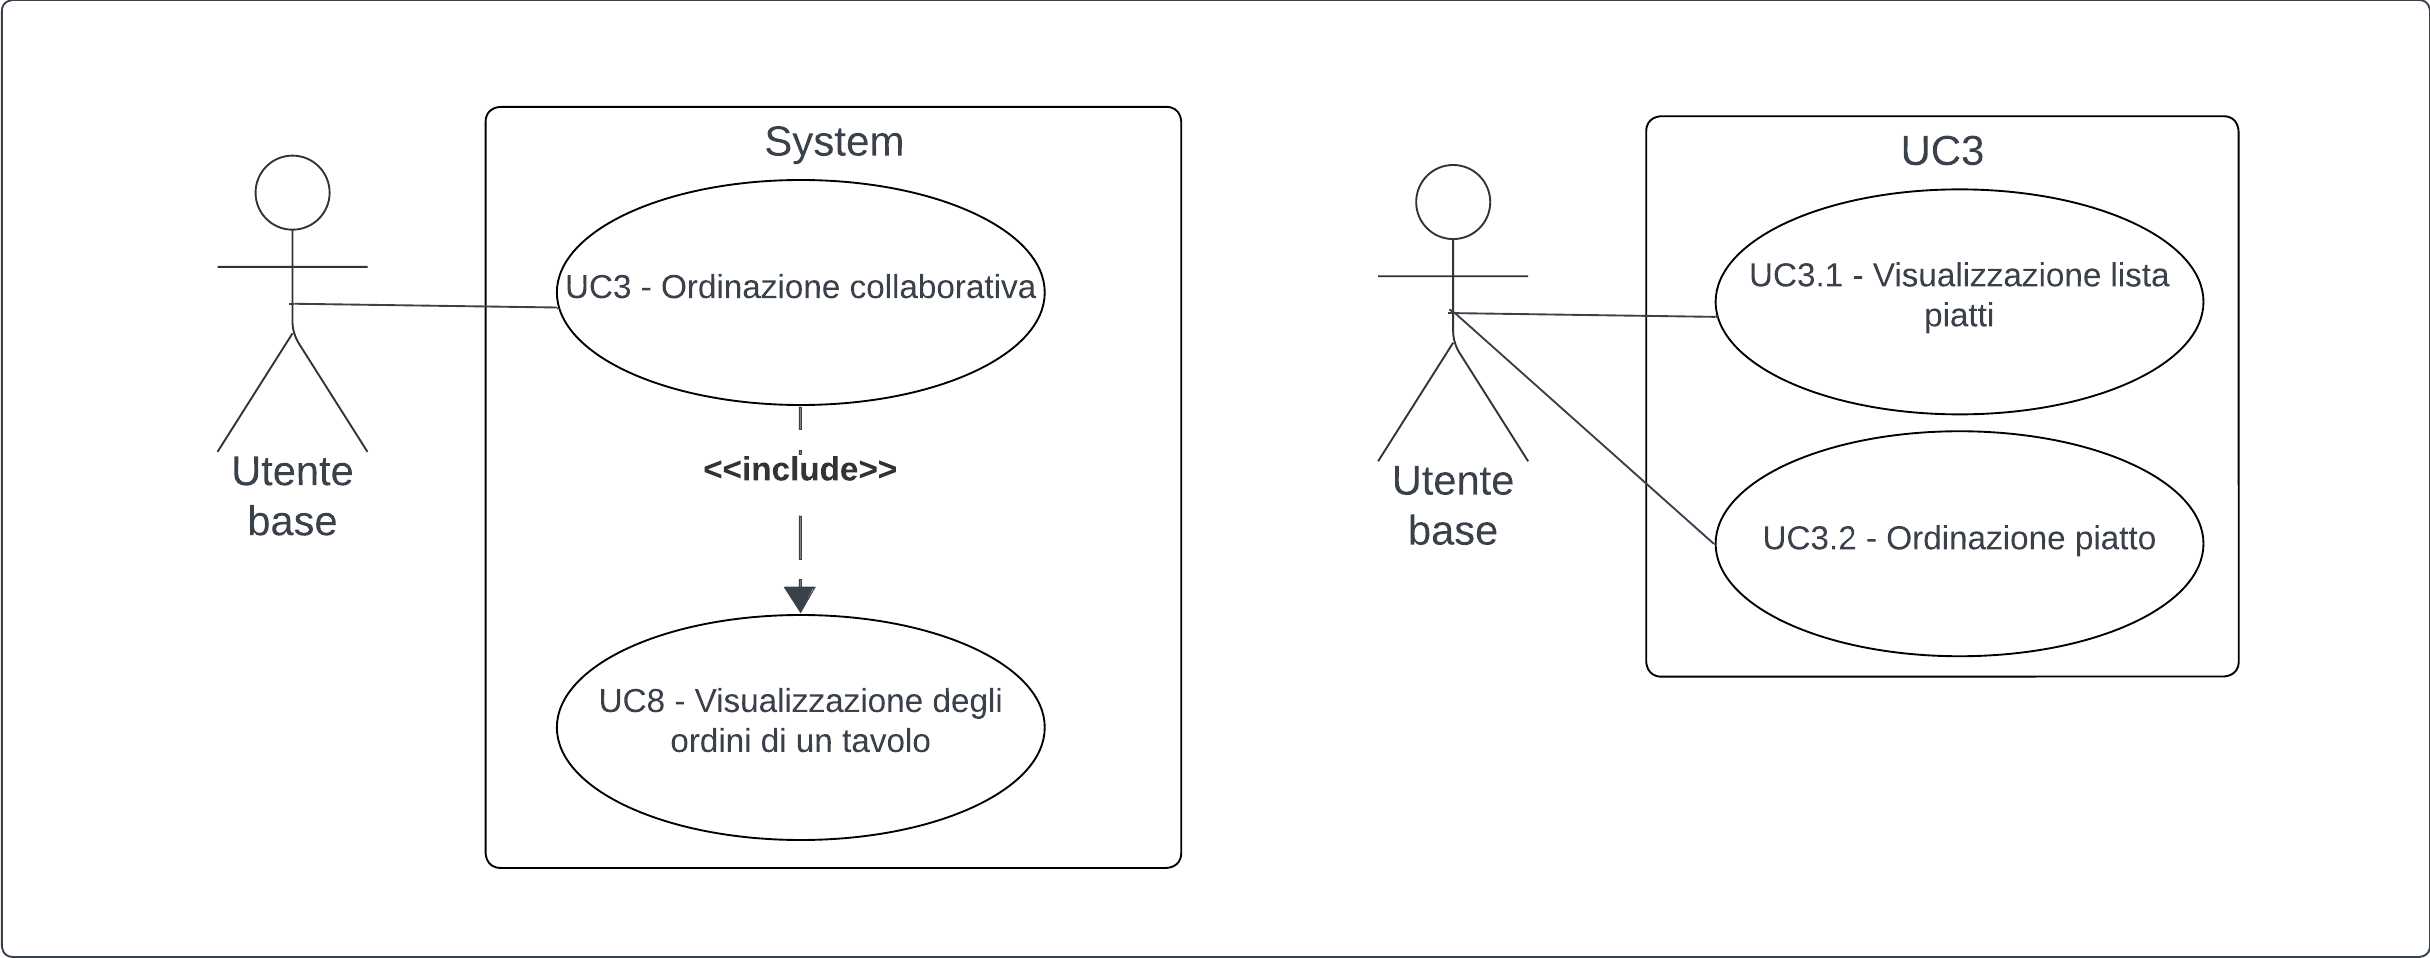 System
UC3 - Ordinazione collaborativa
<<include>>
UC8 - Visualizzazione degli
ordini di un tavolo
Utente
base
UC3
UC3.1 - Visualizzazione lista
piatti
UC3.2 - Ordinazione piatto
Utente
base